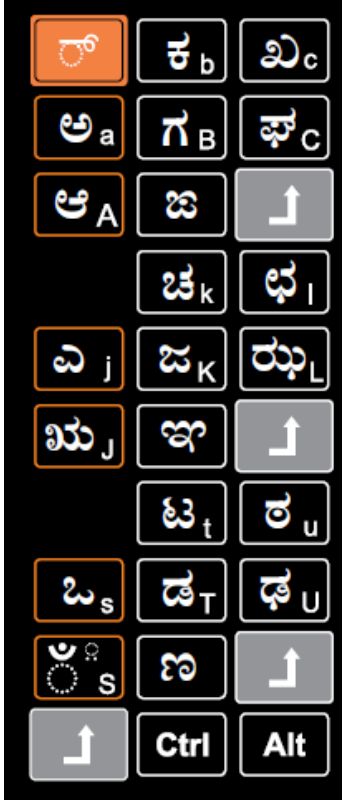 ◌್ ಕ b ಖ c
ಅ a ಗ B ಘ C
ಆ A ಙ
ಚ k ಛ l
ಎ j ಜ K ಝ L
ಋ J ಞ
ಟ t ಠ u
ಒ s ಡ T ಢ U
S ಣ
Ctrl Alt